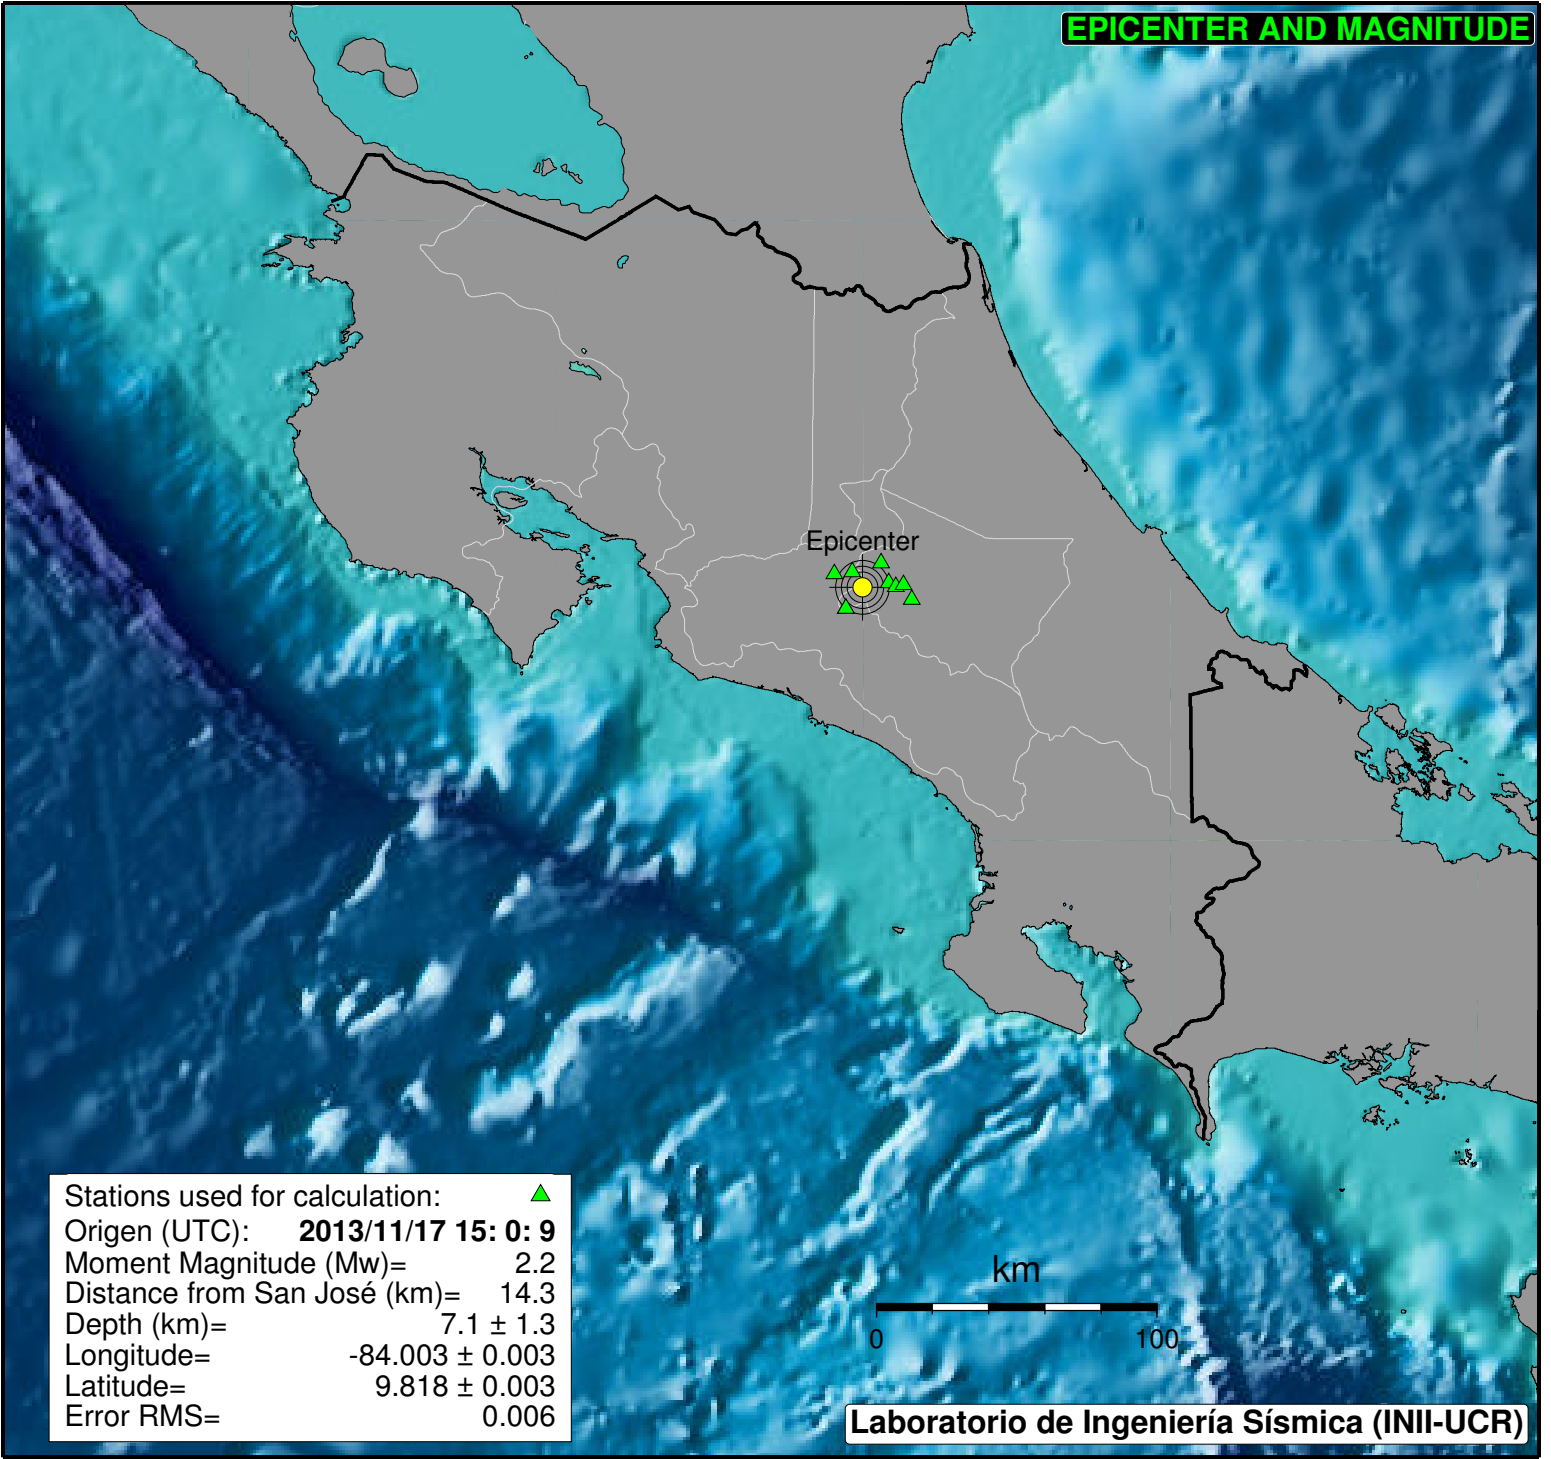 EPICENTER AND MAGNITUDE
Epicenter
Stations used for calculation:
Origen (UTC): 2013/11/17 15: 0: 9
Moment Magnitude (Mw)= 2.2
Distance from San José (km)= 14.3
Depth (km)= 7.1 ± 1.3
Longitude= -84.003 ± 0.003
Latitude= 9.818 ± 0.003
Error RMS= 0.006
km
0 100
Laboratorio de Ingeniería Sísmica (INII-UCR)